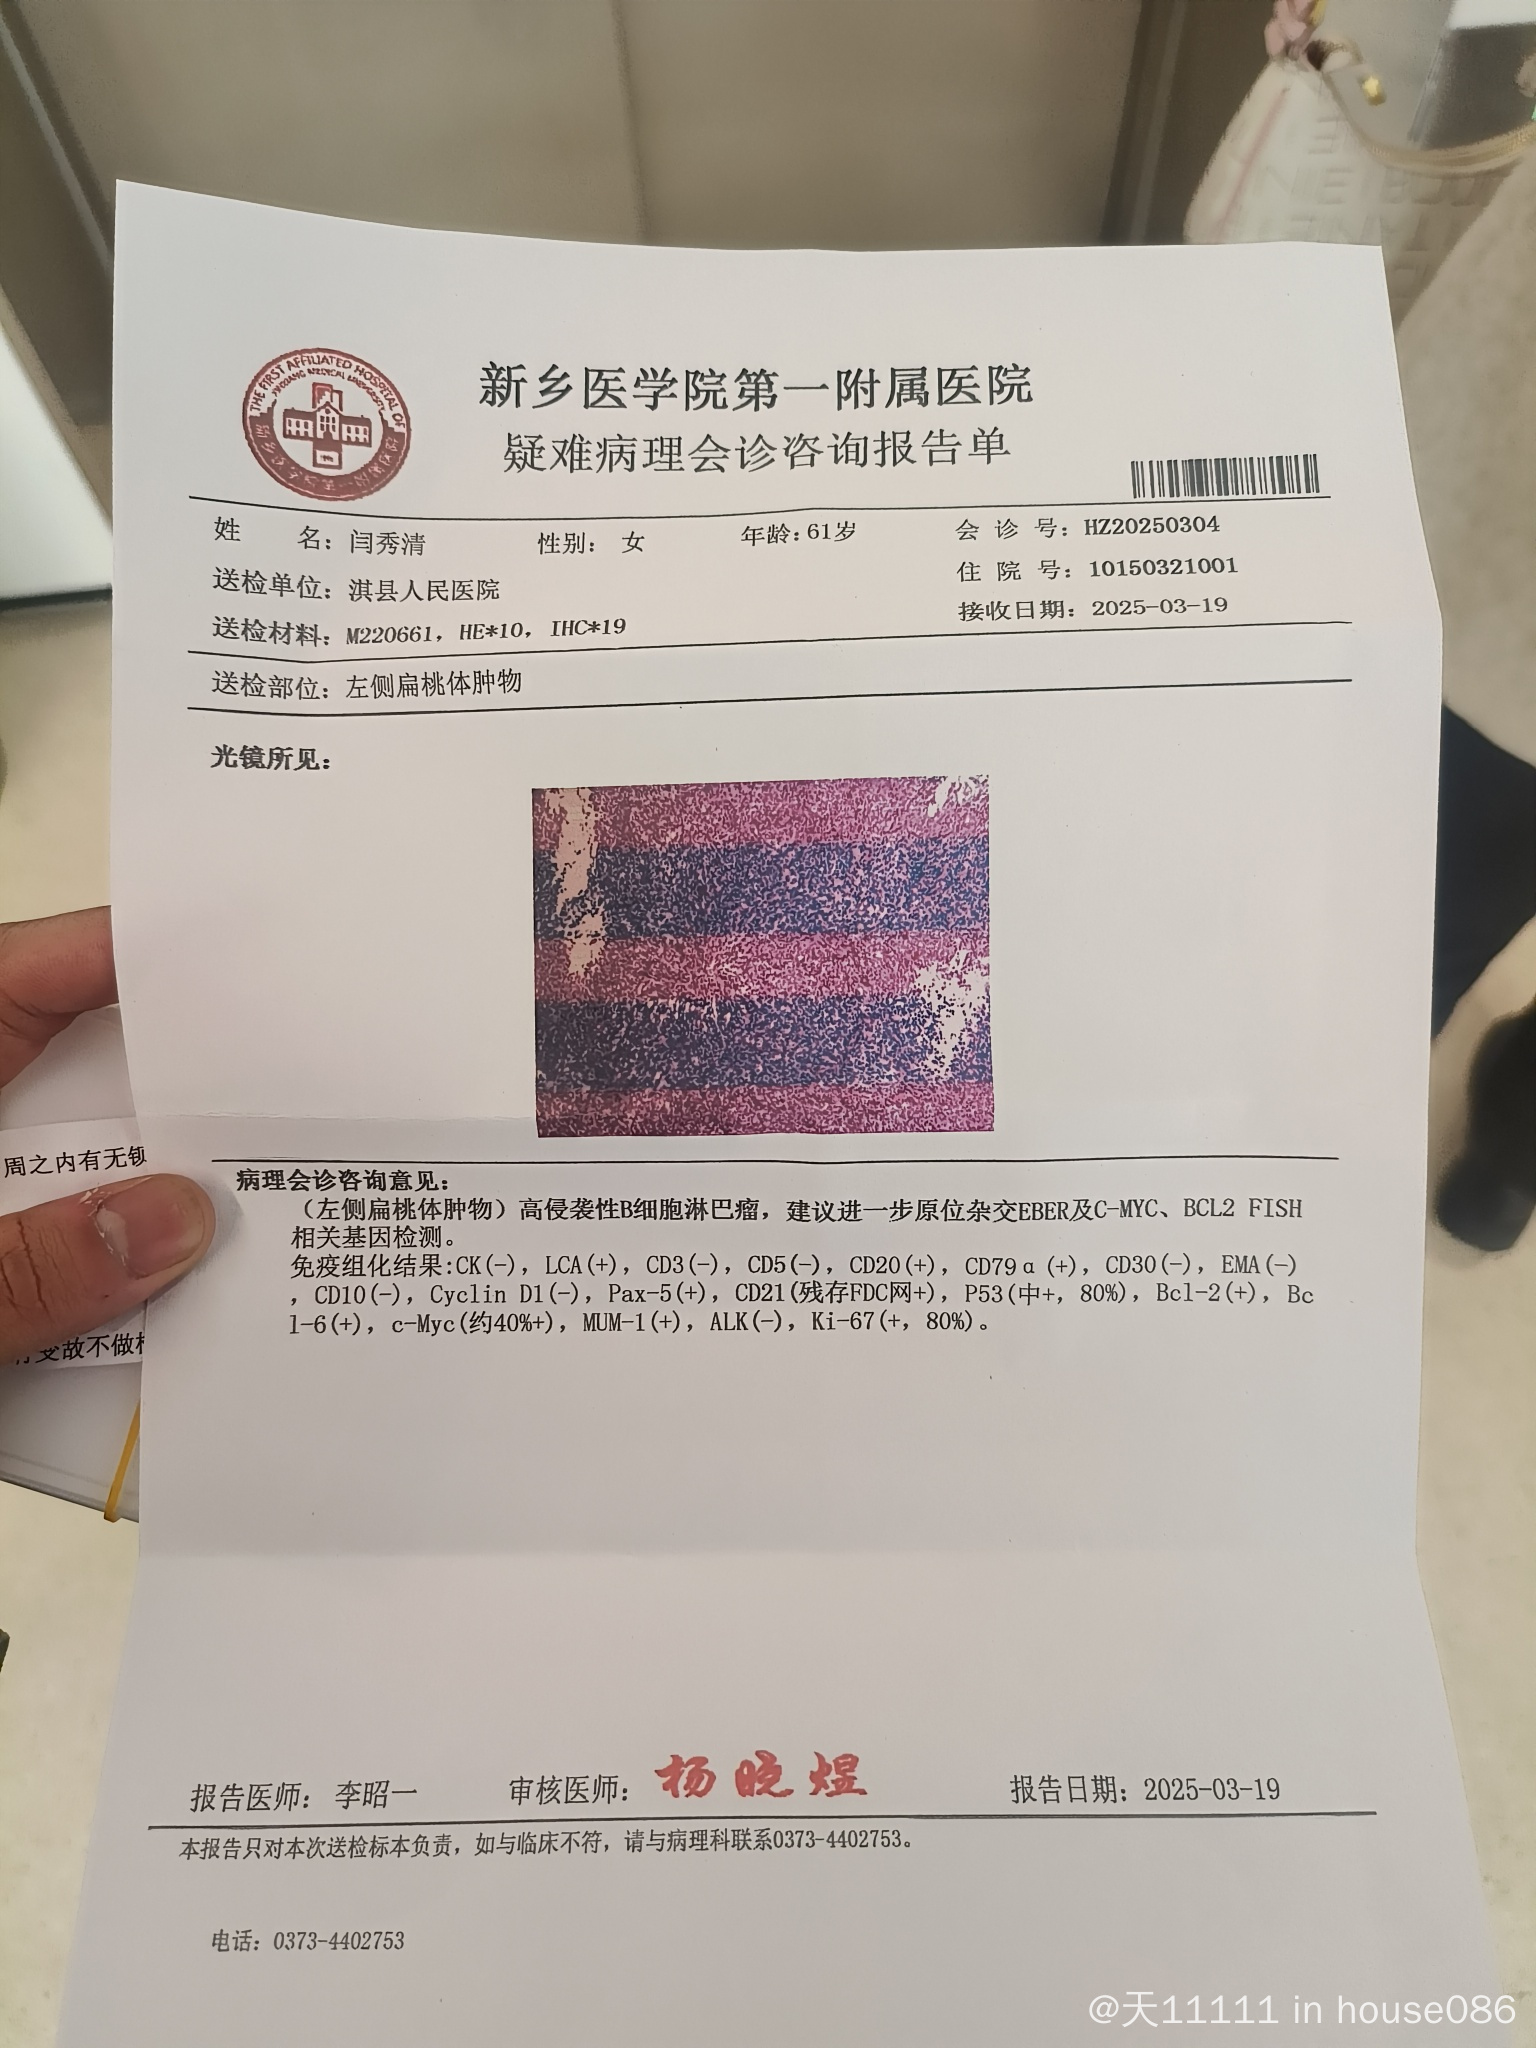 THE FIRST AFFILIATED HOSPITAL OF
新乡医学院第一附属医院
疑难病理会诊咨询报告单
姓 名：闫秀清 性别：女 年龄：61岁 会诊号：HZ20250304
送检单位：淇县人民医院 住院号：10150321001
送检材料：M220661，HE*10，IHC*19 接收日期：2025-03-19
送检部位：左侧扁桃体肿物
光镜所见：
病理会诊咨询意见：
（左侧扁桃体肿物）高侵袭性B细胞淋巴瘤，建议进一步原位杂交EBER及C-MYC、BCL2 FISH
相关基因检测。
免疫组化结果:CK(-)，LCA(+)，CD3(-)，CD5(-)，CD20(+)，CD79α(+)，CD30(-)，EMA(-)
，CD10(-)，Cyclin D1(-)，Pax-5(+)，CD21(残存FDC网+)，P53(中+，80%)，Bcl-2(+)，Bc
l-6(+)，c-Myc(约40%+)，MUM-1(+)，ALK(-)，Ki-67(+，80%)。
周之内有无
故不做
报告医师：李昭一 审核医师：杨晓煜 报告日期：2025-03-19
本报告只对本次送检标本负责，如与临床不符，请与病理科联系0373-4402753。
电话：0373-4402753
@天11111 in house086